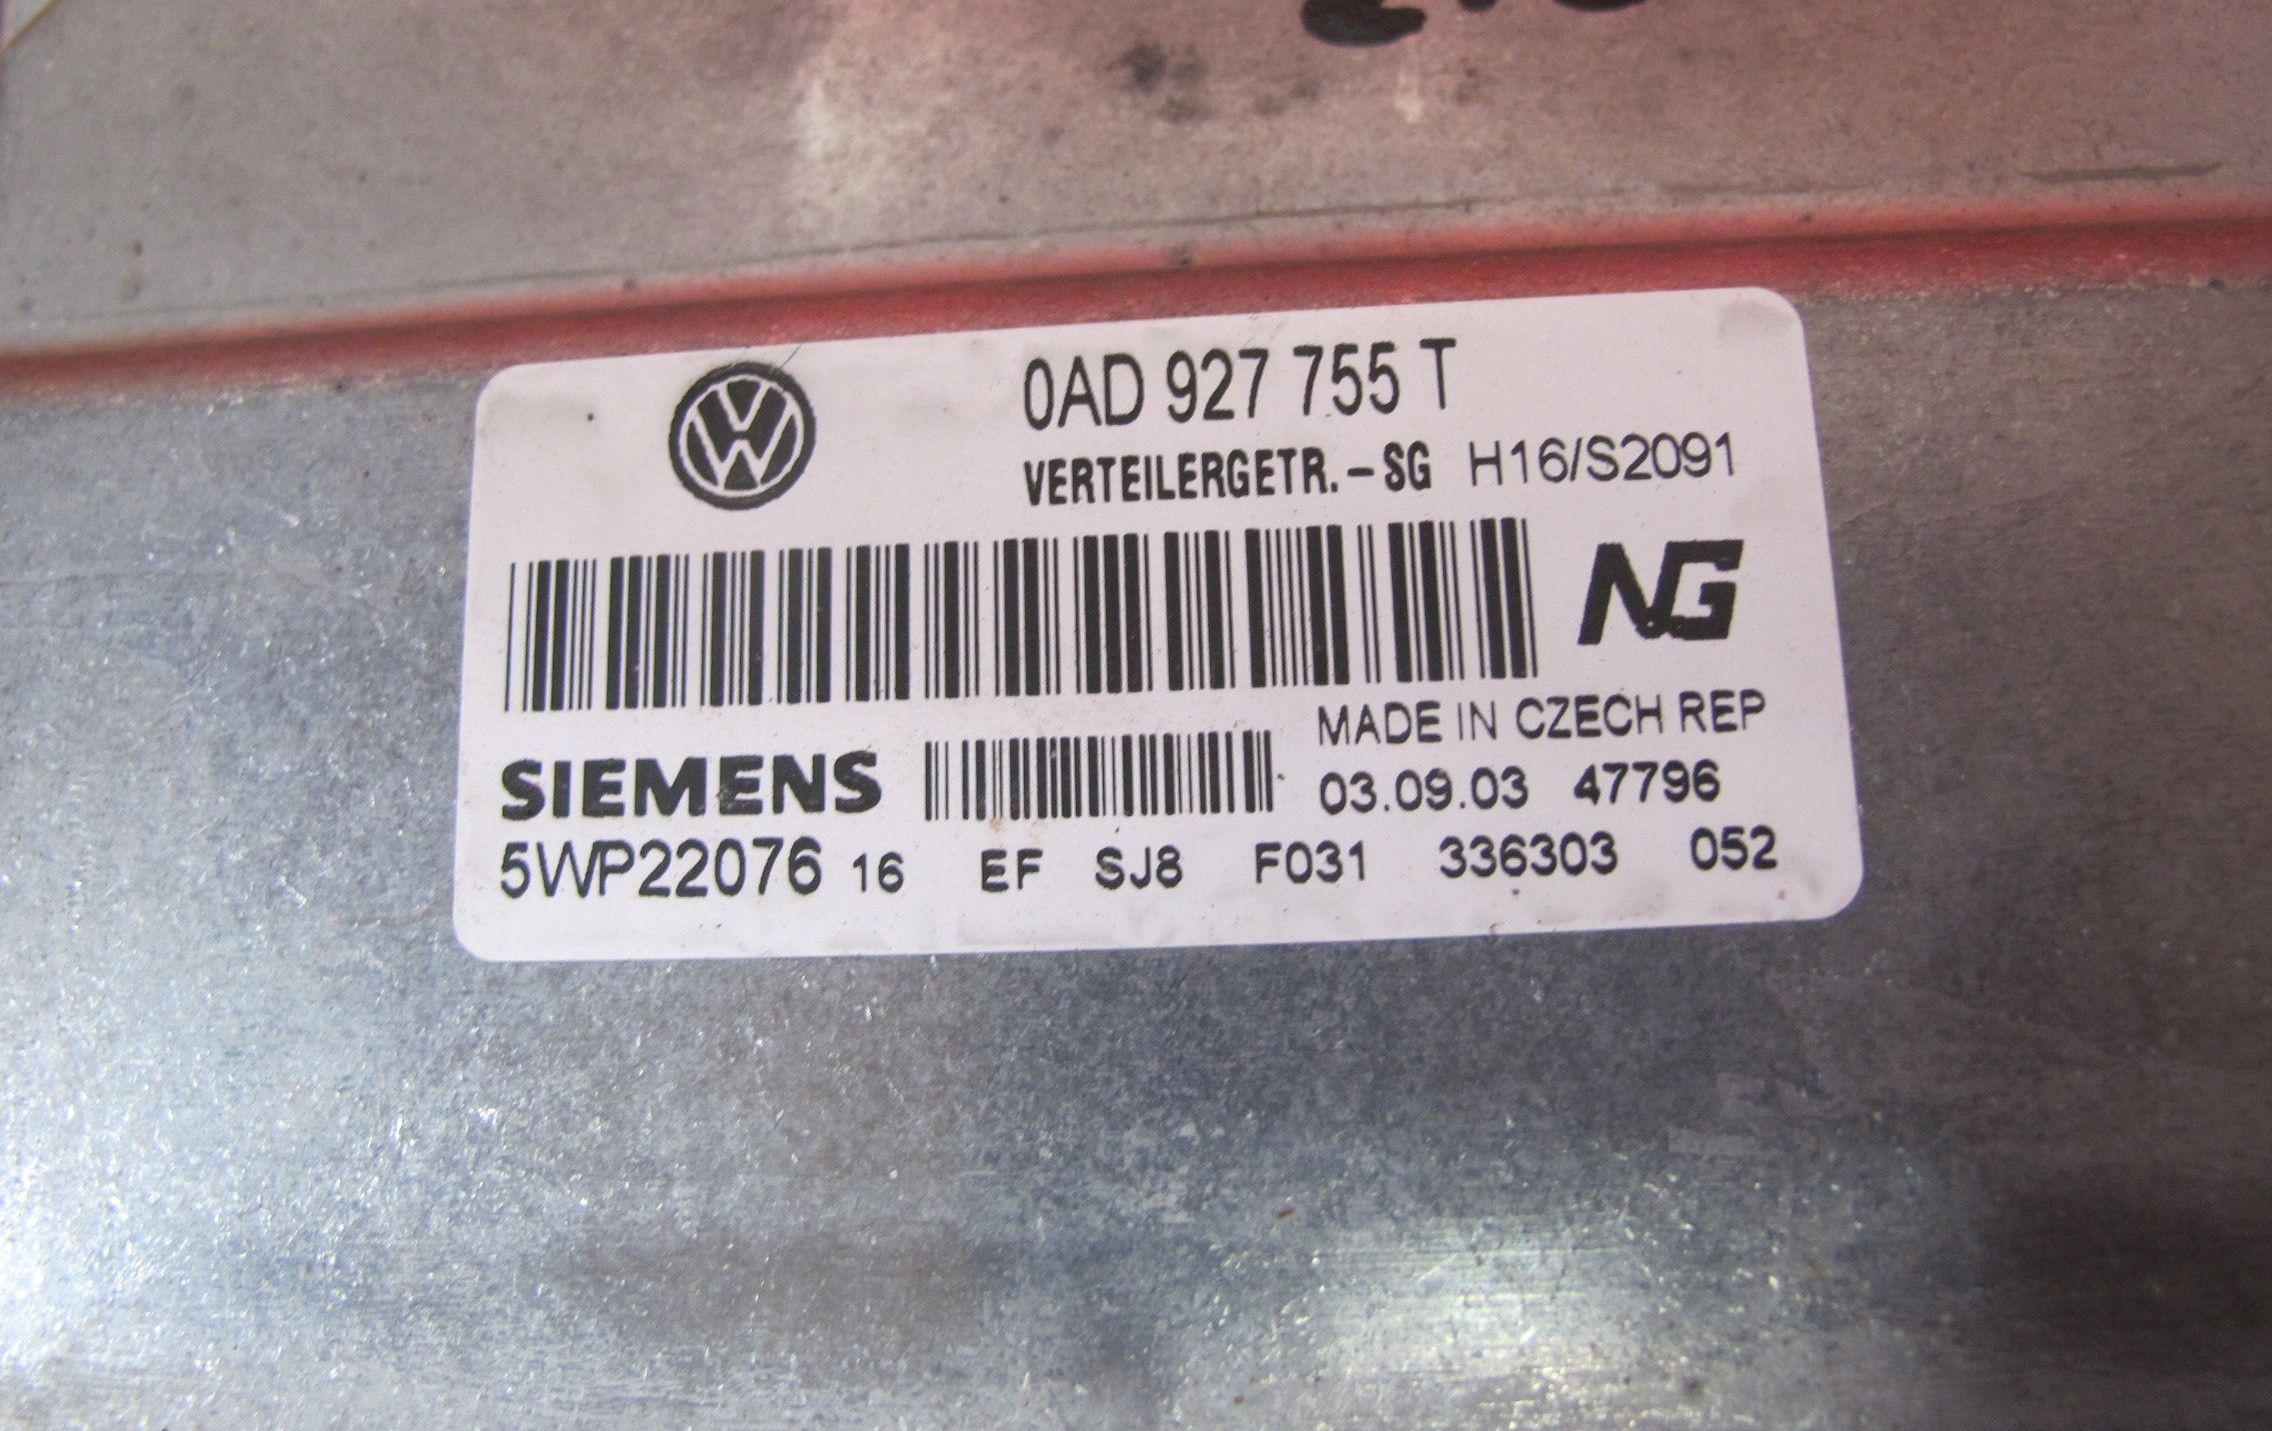 0AD 927 755 T
VERTEILERGETR.-SG H16/S2091
NG
MADE IN CZECH REP
SIEMENS 03.09.03 47796
5WP22076 16 EF SJ8 F031 336303 052